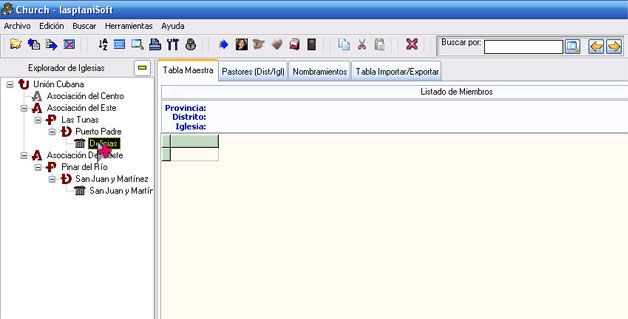 Church - lasptaniSoft
Archivo Edición Buscar Herramientas Ayuda
Buscar por:
Explorador de Iglesias
Tabla Maestra Pastores (Dist/Igl) Nombramientos Tabla Importar/Exportar
Unión Cubana
Asociación del Centro
Asociación del Este
Las Tunas
Puerto Padre
Delicias
Asociación Del Oeste
Pinar del Río
San Juan y Martínez
San Juan y Martír
Listado de Miembros
Provincia:
Distrito:
Iglesia: